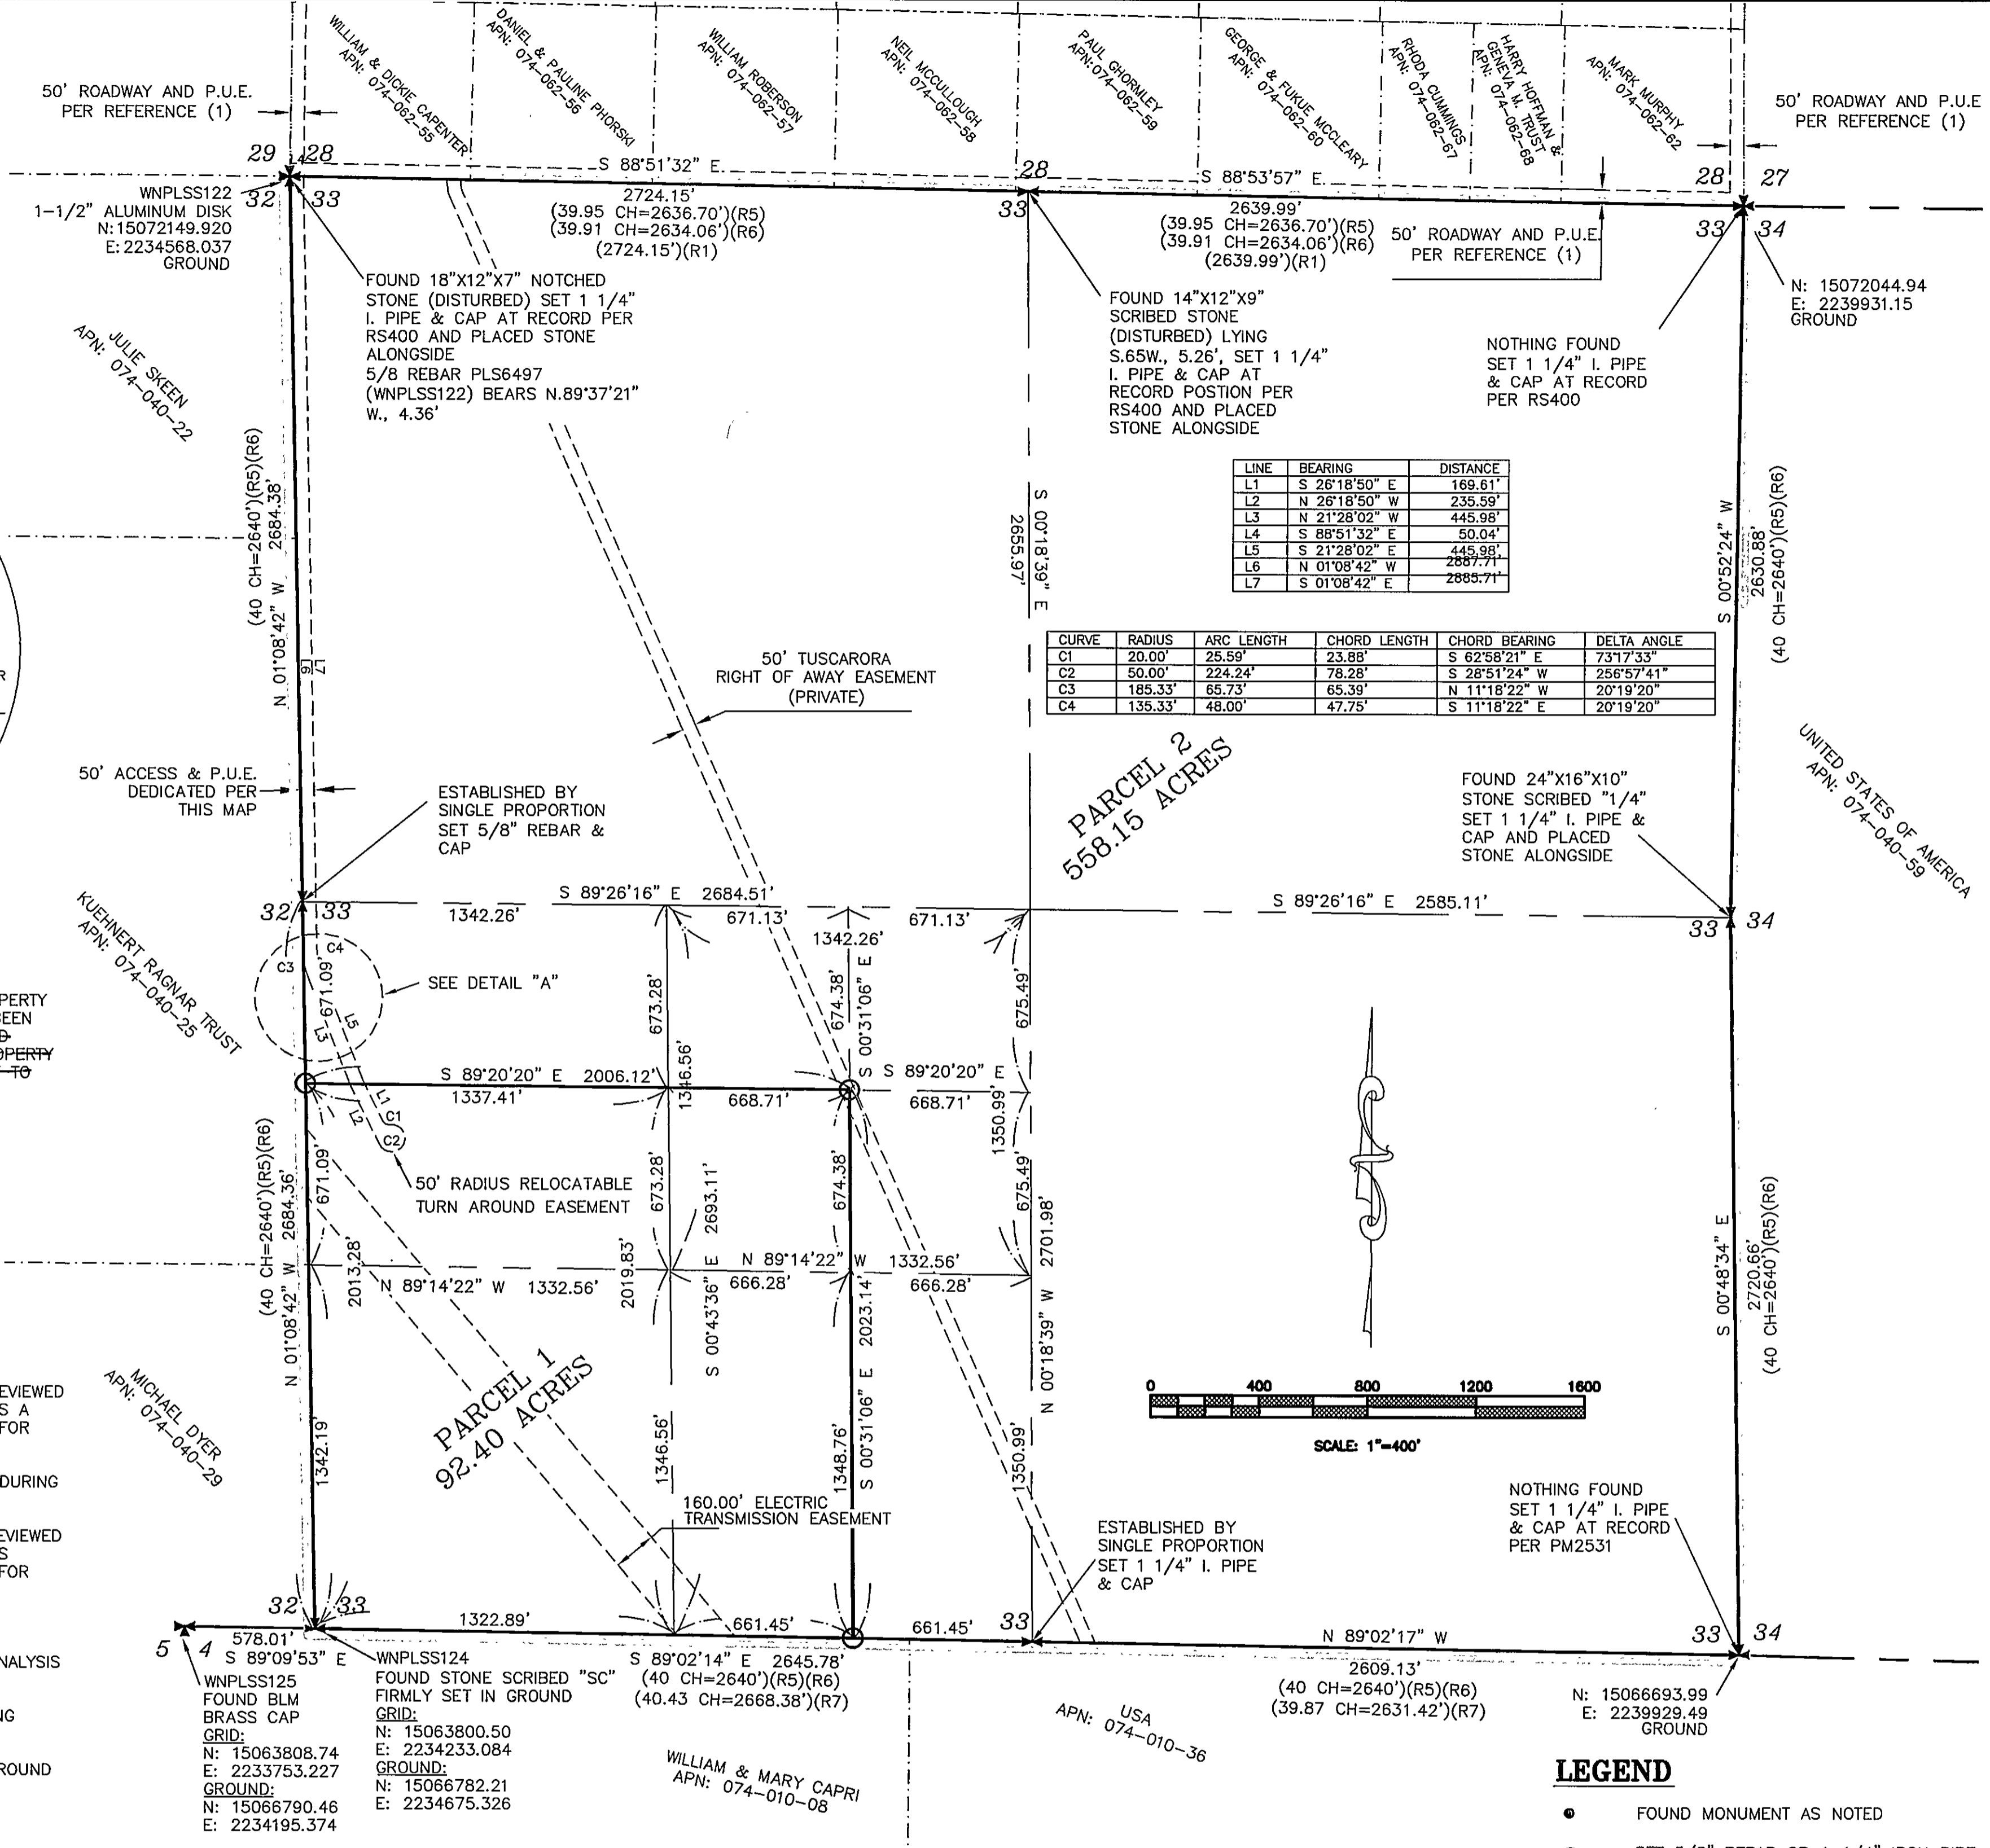 WILLIAM & DICKIE CAPENTER
APN: 074-062-55
DANIEL & PAULINE PHORSKI
APN: 074-062-56
WILLIAM ROBERSON
APN: 074-062-57
NEIL MCCULLOUGH
APN: 074-062-58
PAUL GHORMLEY
APN:074-062-59
GEORGE & FUKUE MCCLEARY
APN: 074-062-60
RHODA CUMMINGS
APN: 074-062-67
HARRY HOFFMAN &
GENEVA M. TRUST
APN: 074-062-68
MARK MURPHY
APN: 074-062-62
50' ROADWAY AND P.U.E.
PER REFERENCE (1)
50' ROADWAY AND P.U.E
PER REFERENCE (1)
29 28
32 33
L4
S 88°51'32" E
2724.15'
(39.95 CH=2636.70')(R5)
(39.91 CH=2634.06')(R6)
(2724.15')(R1)
28
33
S 88°53'57" E
2639.99'
(39.95 CH=2636.70')(R5)
(39.91 CH=2634.06')(R6)
(2639.99')(R1)
50' ROADWAY AND P.U.E.
PER REFERENCE (1)
28 27
33 34
WNPLSS122
1-1/2" ALUMINUM DISK
N:15072149.920
E:2234568.037
GROUND
FOUND 18"X12"X7" NOTCHED
STONE (DISTURBED) SET 1 1/4"
I. PIPE & CAP AT RECORD PER
RS400 AND PLACED STONE
ALONGSIDE
5/8 REBAR PLS6497
(WNPLSS122) BEARS N.89°37'21"
W., 4.36'
FOUND 14"X12"X9"
SCRIBED STONE
(DISTURBED) LYING
S.65W., 5.26', SET 1 1/4"
I. PIPE & CAP AT
RECORD POSTION PER
RS400 AND PLACED
STONE ALONGSIDE
NOTHING FOUND
SET 1 1/4" I. PIPE
& CAP AT RECORD
PER RS400
N: 15072044.94
E: 2239931.15
GROUND
JULIE SKEEN
APN: 074-040-22
(40 CH=2640')(R5)(R6)
2684.38'
N 01°08'42" W
L6
L7
S 00°18'39" E
2655.97'
LINE BEARING DISTANCE
L1 S 26°18'50" E 169.61'
L2 N 26°18'50" W 235.59'
L3 N 21°28'02" W 445.98'
L4 S 88°51'32" E 50.04'
L5 S 21°28'02" E 445.98'
L6 N 01°08'42" W 2887.71'
L7 S 01°08'42" E 2885.71'
CURVE RADIUS ARC LENGTH CHORD LENGTH CHORD BEARING DELTA ANGLE
C1 20.00' 25.59' 23.88' S 62°58'21" E 73°17'33"
C2 50.00' 224.24' 78.28' S 28°51'24" W 256°57'41"
C3 185.33' 65.73' 65.39' N 11°18'22" W 20°19'20"
C4 135.33' 48.00' 47.75' S 11°18'22" E 20°19'20"
S 00°52'24" W
2630.88'
(40 CH=2640')(R5)(R6)
50' TUSCARORA
RIGHT OF AWAY EASEMENT
(PRIVATE)
R
PARCEL 2
558.15 ACRES
UNITED STATES OF AMERICA
APN: 074-040-59
50' ACCESS & P.U.E.
DEDICATED PER
THIS MAP
ESTABLISHED BY
SINGLE PROPORTION
SET 5/8" REBAR &
CAP
FOUND 24"X16"X10"
STONE SCRIBED "1/4"
SET 1 1/4" I. PIPE &
CAP AND PLACED
STONE ALONGSIDE
KUEHNERT RAGNAR TRUST
APN: 074-040-25
32 33
S 89°26'16" E 2684.51'
1342.26'
671.13'
671.13'
1342.26'
S 89°26'16" E 2585.11'
33 34
C3
C4
SEE DETAIL "A"
671.09'
L3
L5
673.28'
674.38'
S 00°31'06" E
675.49'
OPERTY
BEEN
D
OPERTY
TO
S 89°20'20" E 2006.12'
1337.41'
668.71'
1346.56'
S 89°20'20" E
668.71'
1350.99'
L1
L2
C1
C2
50' RADIUS RELOCATABLE
TURN AROUND EASEMENT
(40 CH=2640')(R5)(R6)
2684.36'
N 01°08'42" W
671.09'
2013.28'
673.28'
2693.11'
S 00°43'36" E
674.38'
675.49'
2701.98'
N 00°18'39" W
N 89°14'22" W 1332.56'
2019.83'
N 89°14'22" W 1332.56'
666.28'
666.28'
2023.14'
S 00°31'06" E
S 00°48'34" E
2720.66'
(40 CH=2640')(R5)(R6)
MICHAEL DYER
APN: 074-040-29
PARCEL 1
92.40 ACRES
1342.19'
1346.56'
1348.76'
1350.99'
0 400 800 1200 1600
SCALE: 1"=400'
EVIEWED
S A
FOR
DURING
EVIEWED
S
FOR
160.00' ELECTRIC
TRANSMISSION EASEMENT
ESTABLISHED BY
SINGLE PROPORTION
SET 1 1/4" I. PIPE
& CAP
NOTHING FOUND
SET 1 1/4" I. PIPE
& CAP AT RECORD
PER PM2531
32 33
1322.89'
661.45'
661.45'
33
N 89°02'17" W
33 34
5 4
578.01'
S 89°09'53" E
S 89°02'14" E 2645.78'
(40 CH=2640')(R5)(R6)
(40.43 CH=2668.38')(R7)
2609.13'
(40 CH=2640')(R5)(R6)
(39.87 CH=2631.42')(R7)
NALYSIS
NG
ROUND
WNPLSS125
FOUND BLM
BRASS CAP
GRID:
N: 15063808.74
E: 2233753.227
GROUND:
N: 15066790.46
E: 2234195.374
WNPLSS124
FOUND STONE SCRIBED "SC"
FIRMLY SET IN GROUND
GRID:
N: 15063800.50
E: 2234233.084
GROUND:
N: 15066782.21
E: 2234675.326
WILLIAM & MARY CAPRI
APN: 074-010-08
USA
APN: 074-010-36
N: 15066693.99
E: 2239929.49
GROUND
LEGEND
FOUND MONUMENT AS NOTED